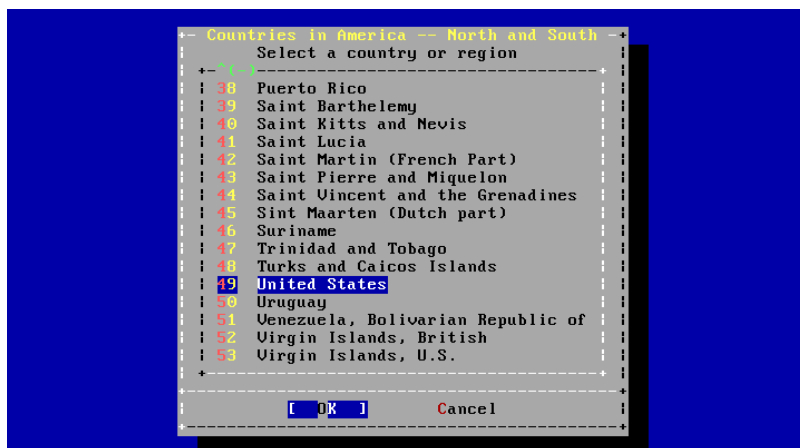 Countries in America -- North and South
Select a country or region
^(-)
38 Puerto Rico
39 Saint Barthelemy
40 Saint Kitts and Nevis
41 Saint Lucia
42 Saint Martin (French Part)
43 Saint Pierre and Miquelon
44 Saint Vincent and the Grenadines
45 Sint Maarten (Dutch part)
46 Suriname
47 Trinidad and Tobago
48 Turks and Caicos Islands
49 United States
50 Uruguay
51 Venezuela, Bolivarian Republic of
52 Virgin Islands, British
53 Virgin Islands, U.S.
[ OK ] Cancel